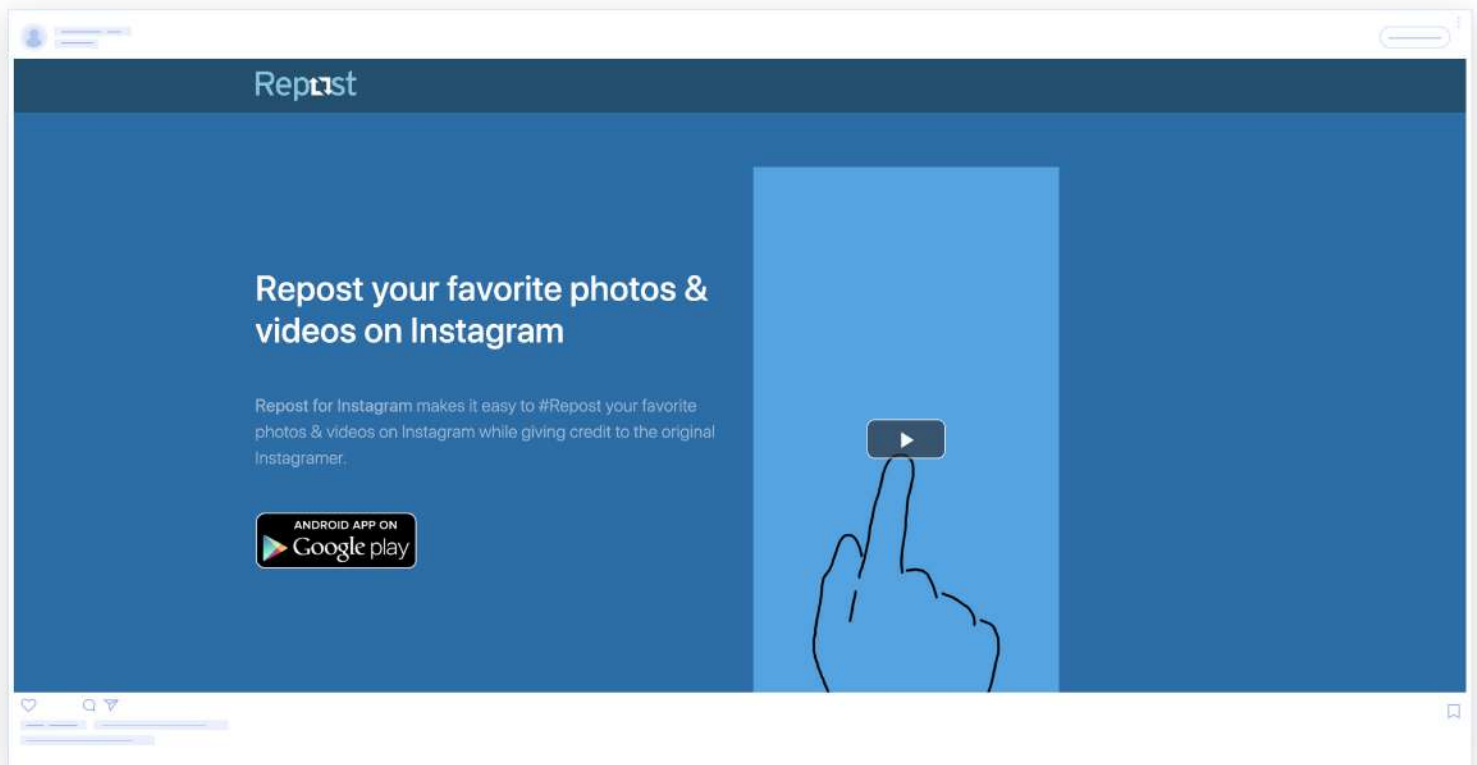 Repost
Repost your favorite photos &
videos on Instagram
Repost for Instagram makes it easy to #Repost your favorite
photos & videos on Instagram while giving credit to the original
Instagramer.
ANDROID APP ON
Google play